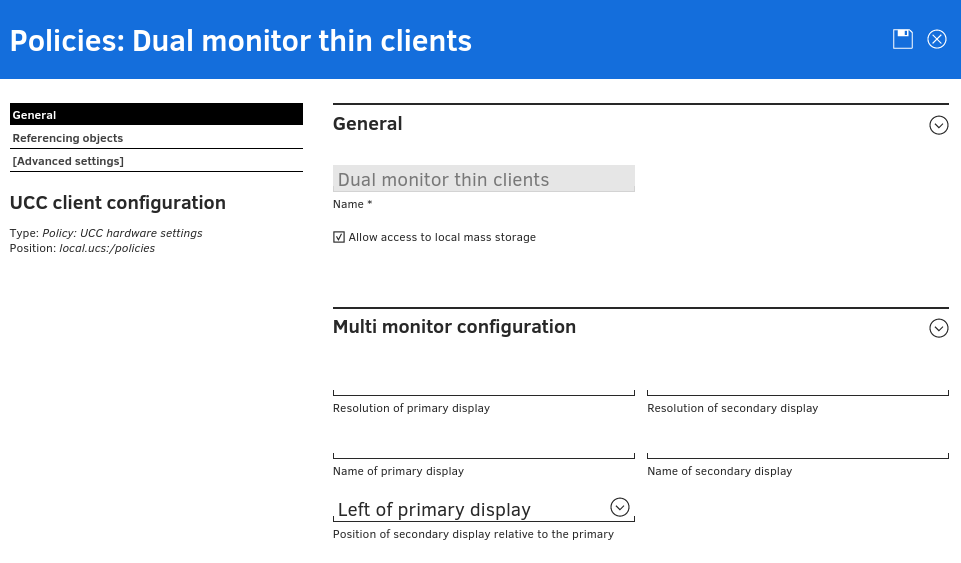 Policies: Dual monitor thin clients
General
Referencing objects
[Advanced settings]
UCC client configuration
Type: Policy: UCC hardware settings
Position: local.ucs:/policies
General
Dual monitor thin clients
Name *
Allow access to local mass storage
Multi monitor configuration
Resolution of primary display
Resolution of secondary display
Name of primary display
Name of secondary display
Left of primary display
Position of secondary display relative to the primary